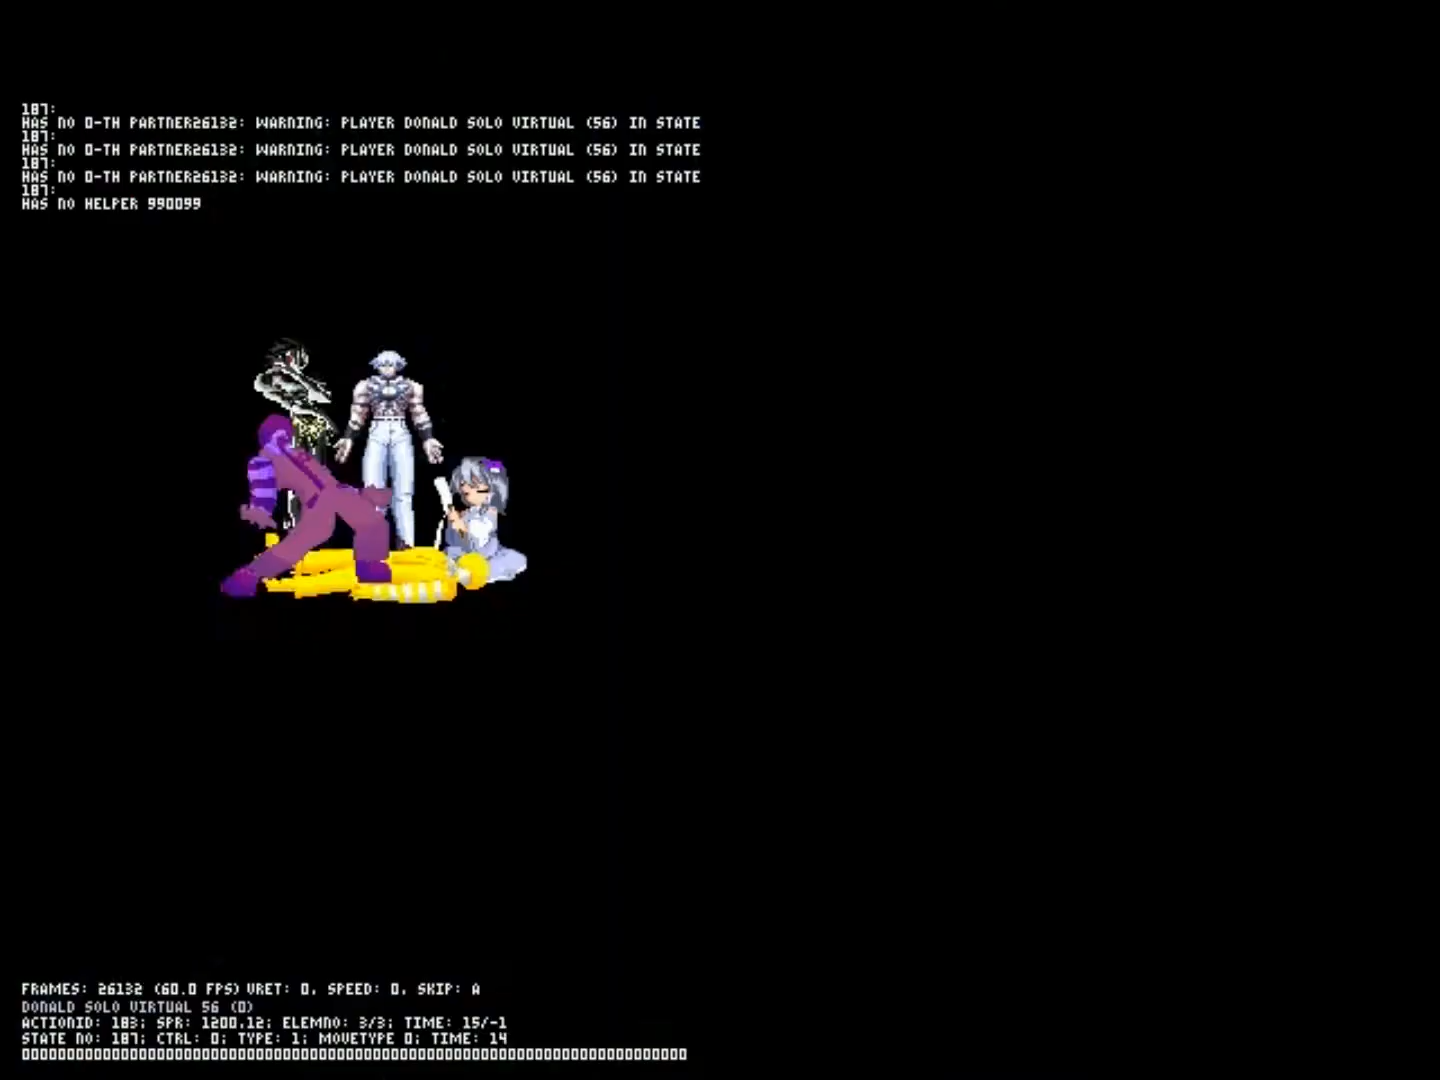 187:
HAS NO 0-TH PARTNER26132: WARNING: PLAYER DONALD SOLO VIRTUAL (56) IN STATE
187:
HAS NO 0-TH PARTNER26132: WARNING: PLAYER DONALD SOLO VIRTUAL (56) IN STATE
187:
HAS NO 0-TH PARTNER26132: WARNING: PLAYER DONALD SOLO VIRTUAL (56) IN STATE
187:
HAS NO HELPER 990099
FRAMES: 26132 (60.0 FPS) VRET: 0, SPEED: 0, SKIP: A
DONALD SOLO VIRTUAL 56 (0)
ACTIONID: 183; SPR: 1200,12; ELEMNO: 3/3; TIME: 15/-1
STATE NO: 187; CTRL: 0; TYPE: 1; MOVETYPE 0; TIME: 14